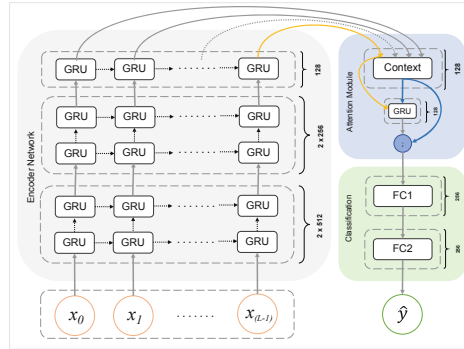 GRU GRU GRU 128
GRU GRU GRU
GRU GRU GRU
2 x 256
GRU GRU GRU
GRU GRU GRU
2 x 512
Encoder Network
x0 x1 ....... x(L-1)
Context 128
GRU 128
:
Attention Module
FC1 256
FC2 256
Classification
ŷ